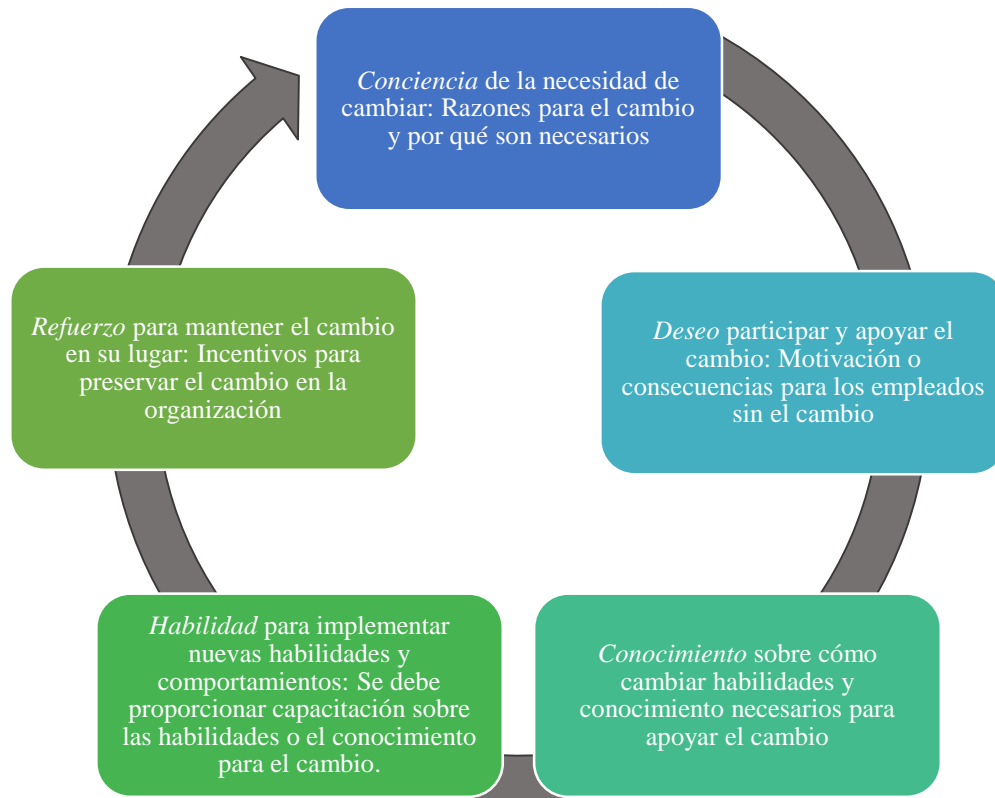 Conciencia de la necesidad de
cambiar: Razones para el cambio
y por qué son necesarios
Deseo participar y apoyar el
cambio: Motivación o
consecuencias para los empleados
sin el cambio
Conocimiento sobre cómo
cambiar habilidades y
conocimiento necesarios para
apoyar el cambio
Habilidad para implementar
nuevas habilidades y
comportamientos: Se debe
proporcionar capacitación sobre
las habilidades o el conocimiento
para el cambio.
Refuerzo para mantener el cambio
en su lugar: Incentivos para
preservar el cambio en la
organización